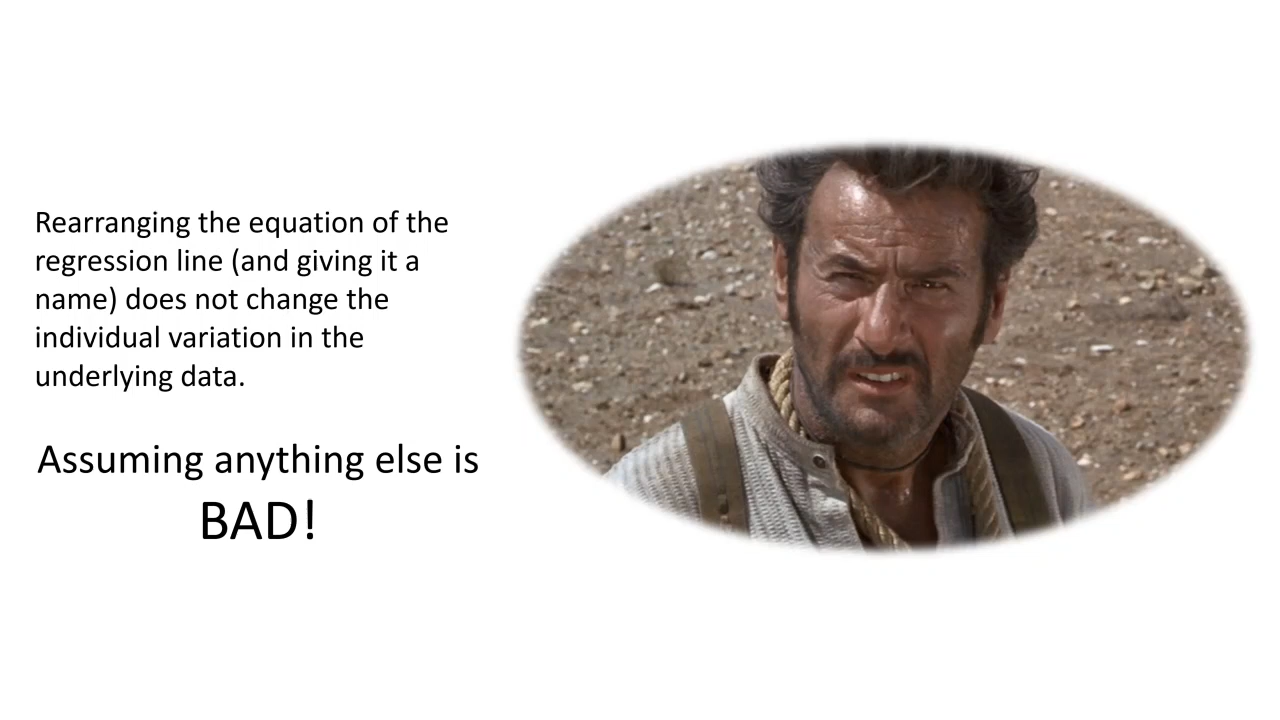 Rearranging the equation of the
regression line (and giving it a
name) does not change the
individual variation in the
underlying data.
Assuming anything else is
BAD!